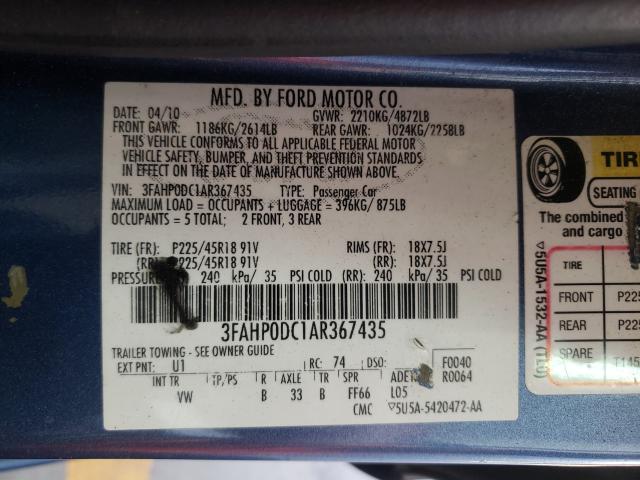 MFD. BY FORD MOTOR CO.
DATE: 04/10 GVWR: 2210KG/4872LB
FRONT GAWR: 1186KG/2614LB REAR GAWR: 1024KG/2258LB
THIS VEHICLE CONFORMS TO ALL APPLICABLE FEDERAL MOTOR
VEHICLE SAFETY, BUMPER, AND THEFT PREVENTION STANDARDS
IN EFFECT ON THE DATE OF MANUFACTURE SHOWN ABOVE.
VIN: 3FAHP0DC1AR367435 TYPE: Passenger Car
MAXIMUM LOAD = OCCUPANTS + LUGGAGE = 396KG/ 875LB
OCCUPANTS = 5 TOTAL; 2 FRONT, 3 REAR
TIRE (FR): P225/45R18 91V RIMS (FR): 18X7.5J
(RR) P225/45R18 91V (RR): 18X7.5J
PRESSURE 240 kPa/ 35 PSI COLD (RR): 240 kPa/ 35 PSI COLD
3FAHP0DC1AR367435
TRAILER TOWING - SEE OWNER GUIDE
EXT PNT: U1 RC: 74 DSO: F0040
R0064
INT TR TP/PS R AXLE TR SPR
VW B 33 B FF66 L05
CMC ▽5U5A-5420472-AA
TIRE
SEATING
The combined
and cargo
TIRE
FRONT P225
REAR P225
SPARE T145
▽5U5A-1532-AA (1L0)